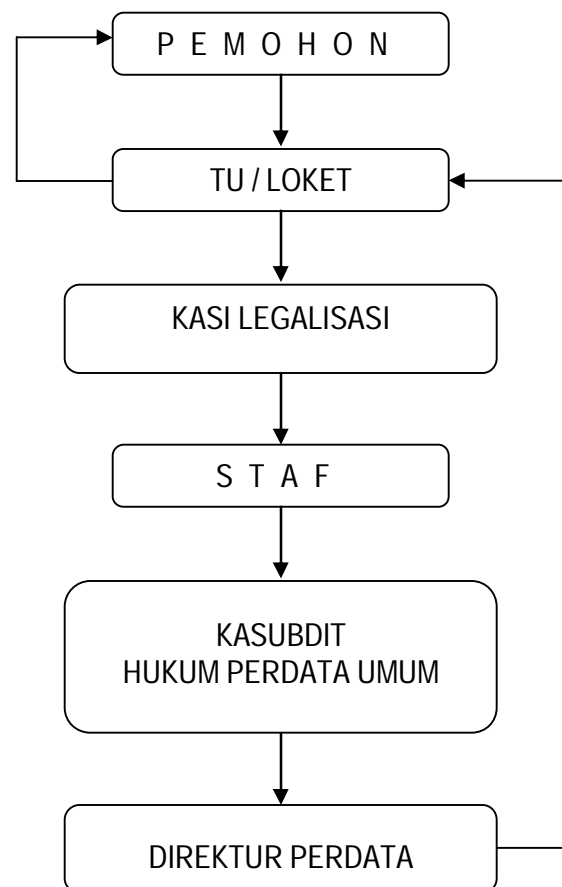 P E M O H O N
TU / LOKET
KASI LEGALISASI
S T A F
KASUBDIT
HUKUM PERDATA UMUM
DIREKTUR PERDATA